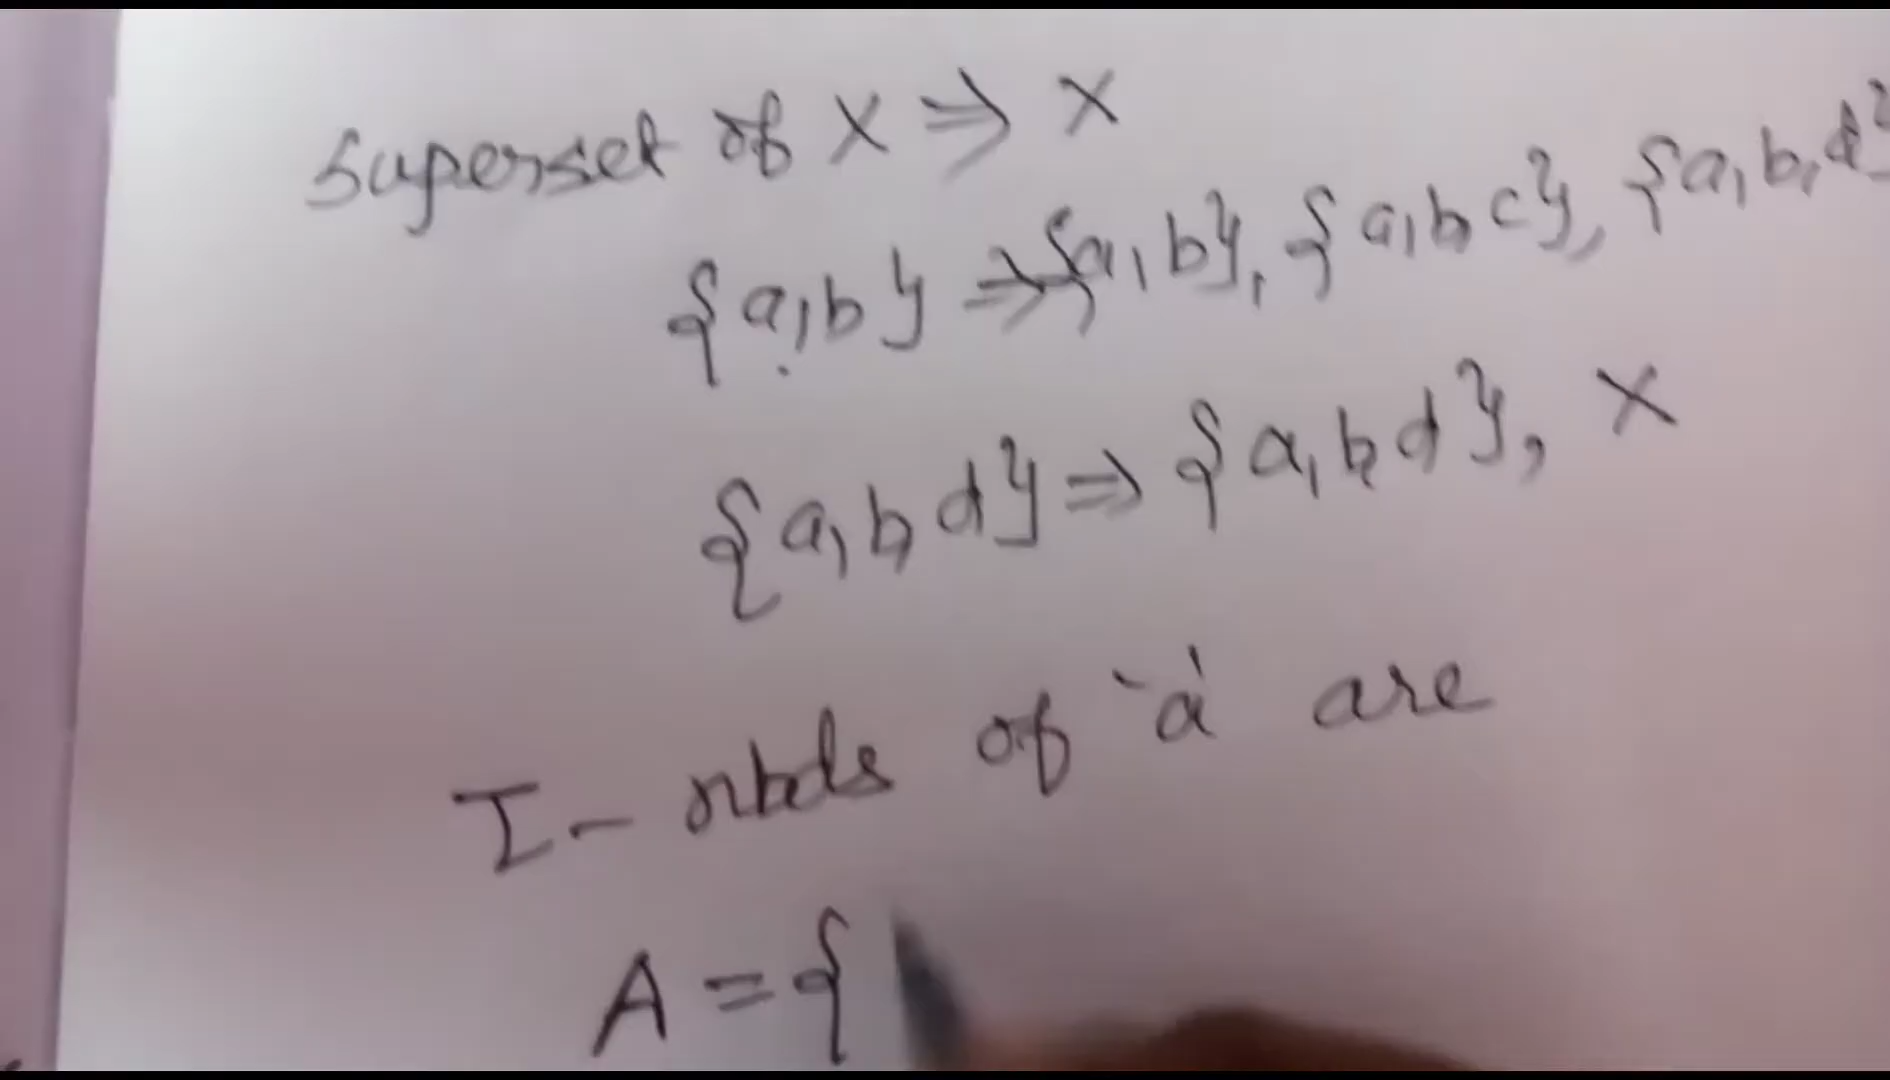 Superset of X ⇒ X
{a,b} ⇒ {a,b}, {a,b,c}, {a,b,d}
{a,b,d} ⇒ {a,b,d}, X
T- nbds of 'a' are
A = {